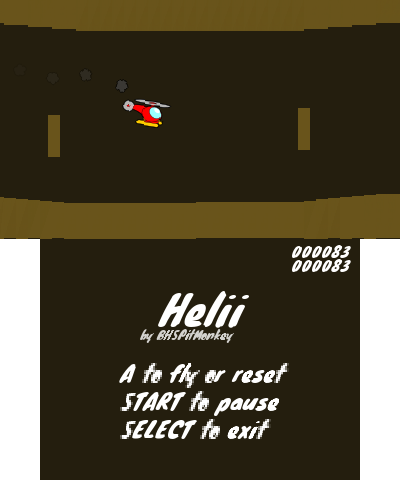 000083
000083
Helii
by BHSPitMonkey
A to fly or reset
START to pause
SELECT to exit